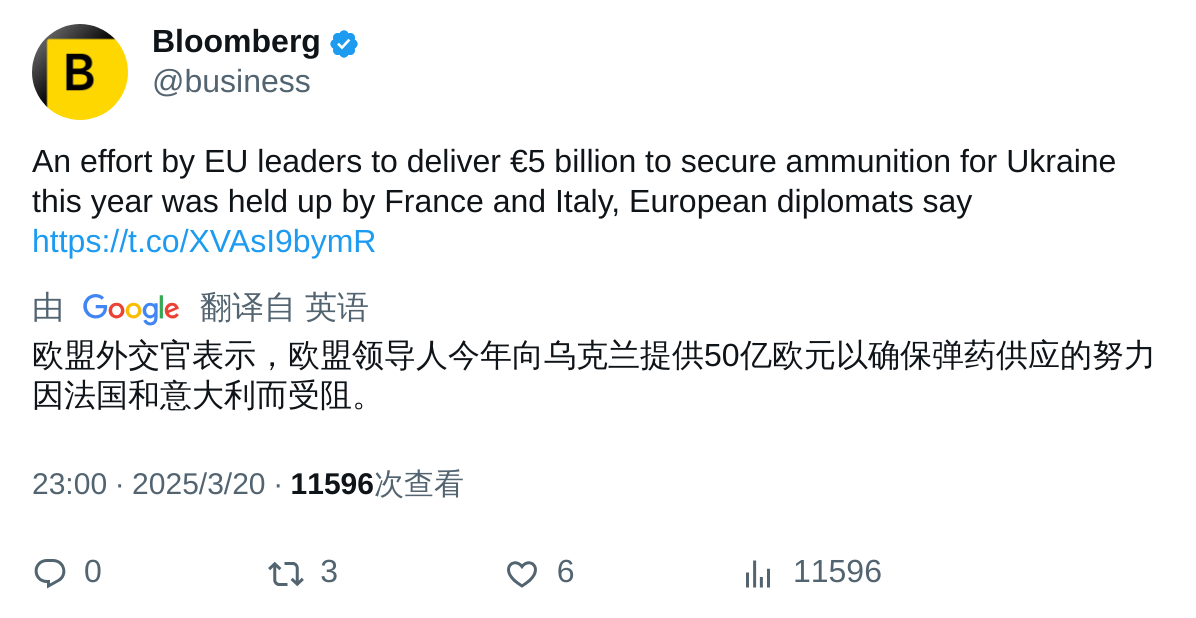 B
Bloomberg
@business
An effort by EU leaders to deliver €5 billion to secure ammunition for Ukraine
this year was held up by France and Italy, European diplomats say
https://t.co/XVAsI9bymR
由 Google 翻译自 英语
欧盟外交官表示，欧盟领导人今年向乌克兰提供50亿欧元以确保弹药供应的努力
因法国和意大利而受阻。
23:00 · 2025/3/20 · 11596次查看
0 3 6 11596